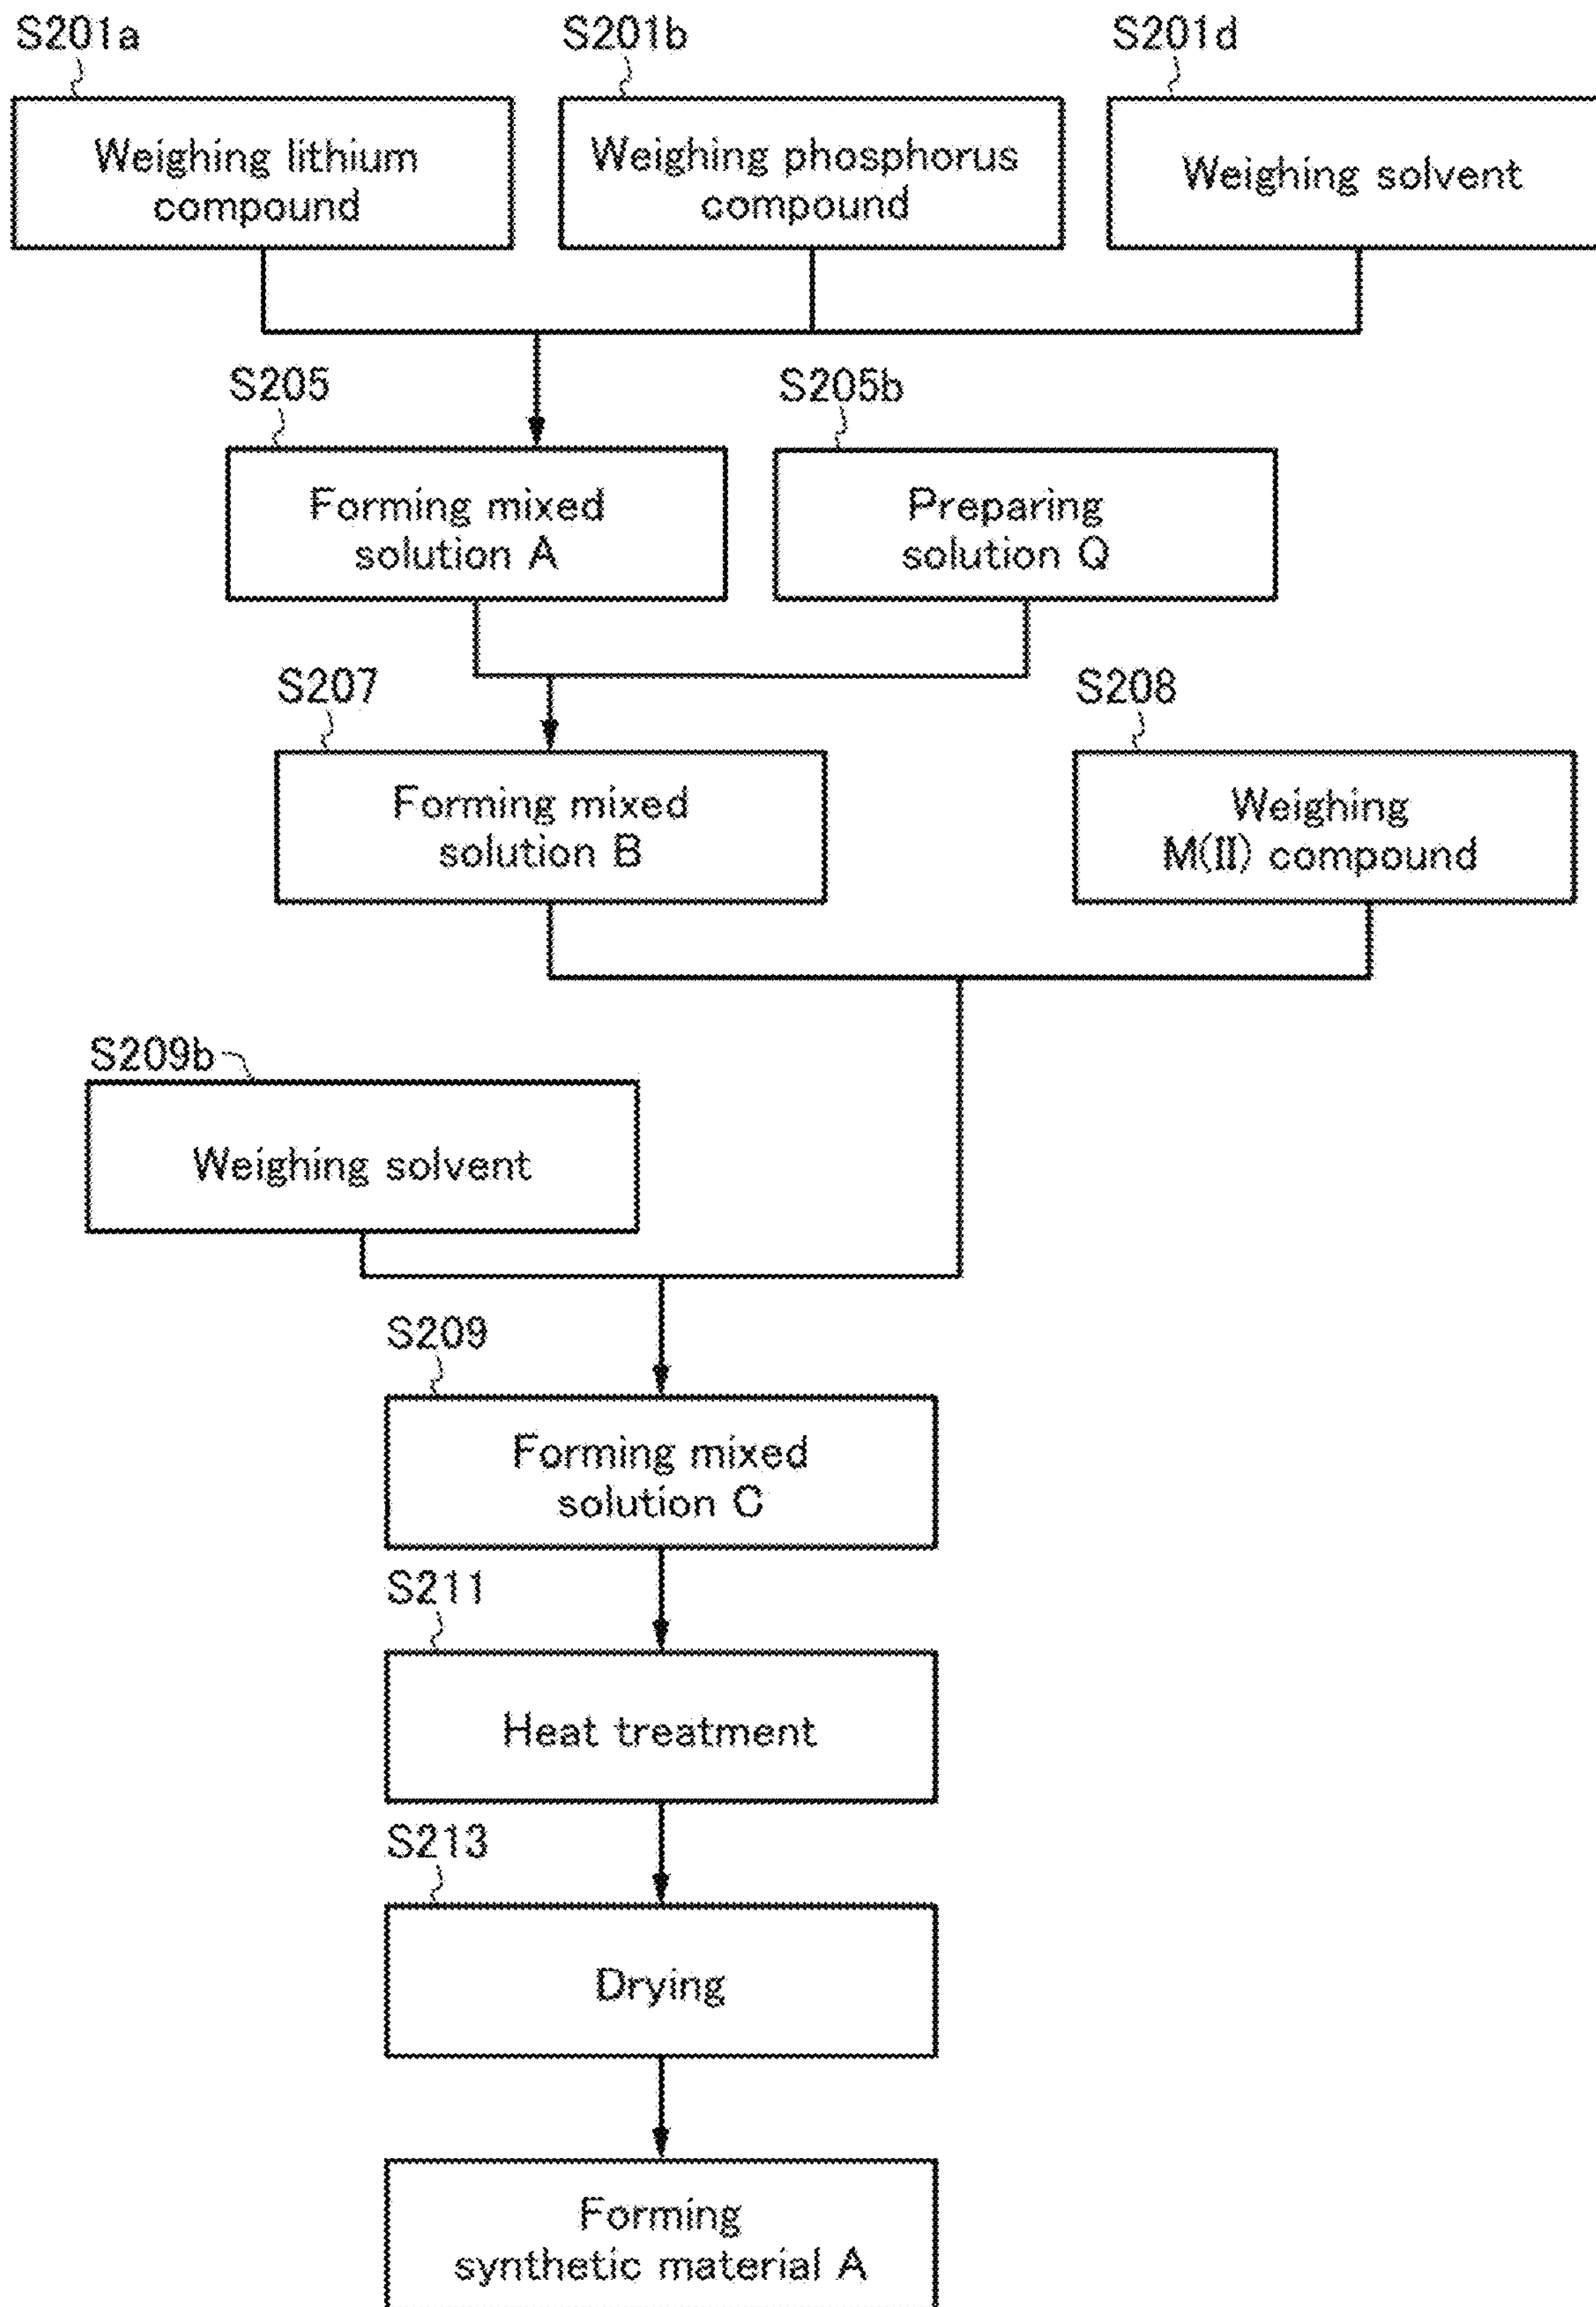 S201a
S201b
S201d
Weighing lithium
compound
Weighing phosphorus
compound
Weighing solvent
S205
S205b
Forming mixed
solution A
Preparing
solution Q
S207
S208
Forming mixed
solution B
Weighing
M(II) compound
S209b
Weighing solvent
S209
Forming mixed
solution C
S211
Heat treatment
S213
Drying
Forming
synthetic material A